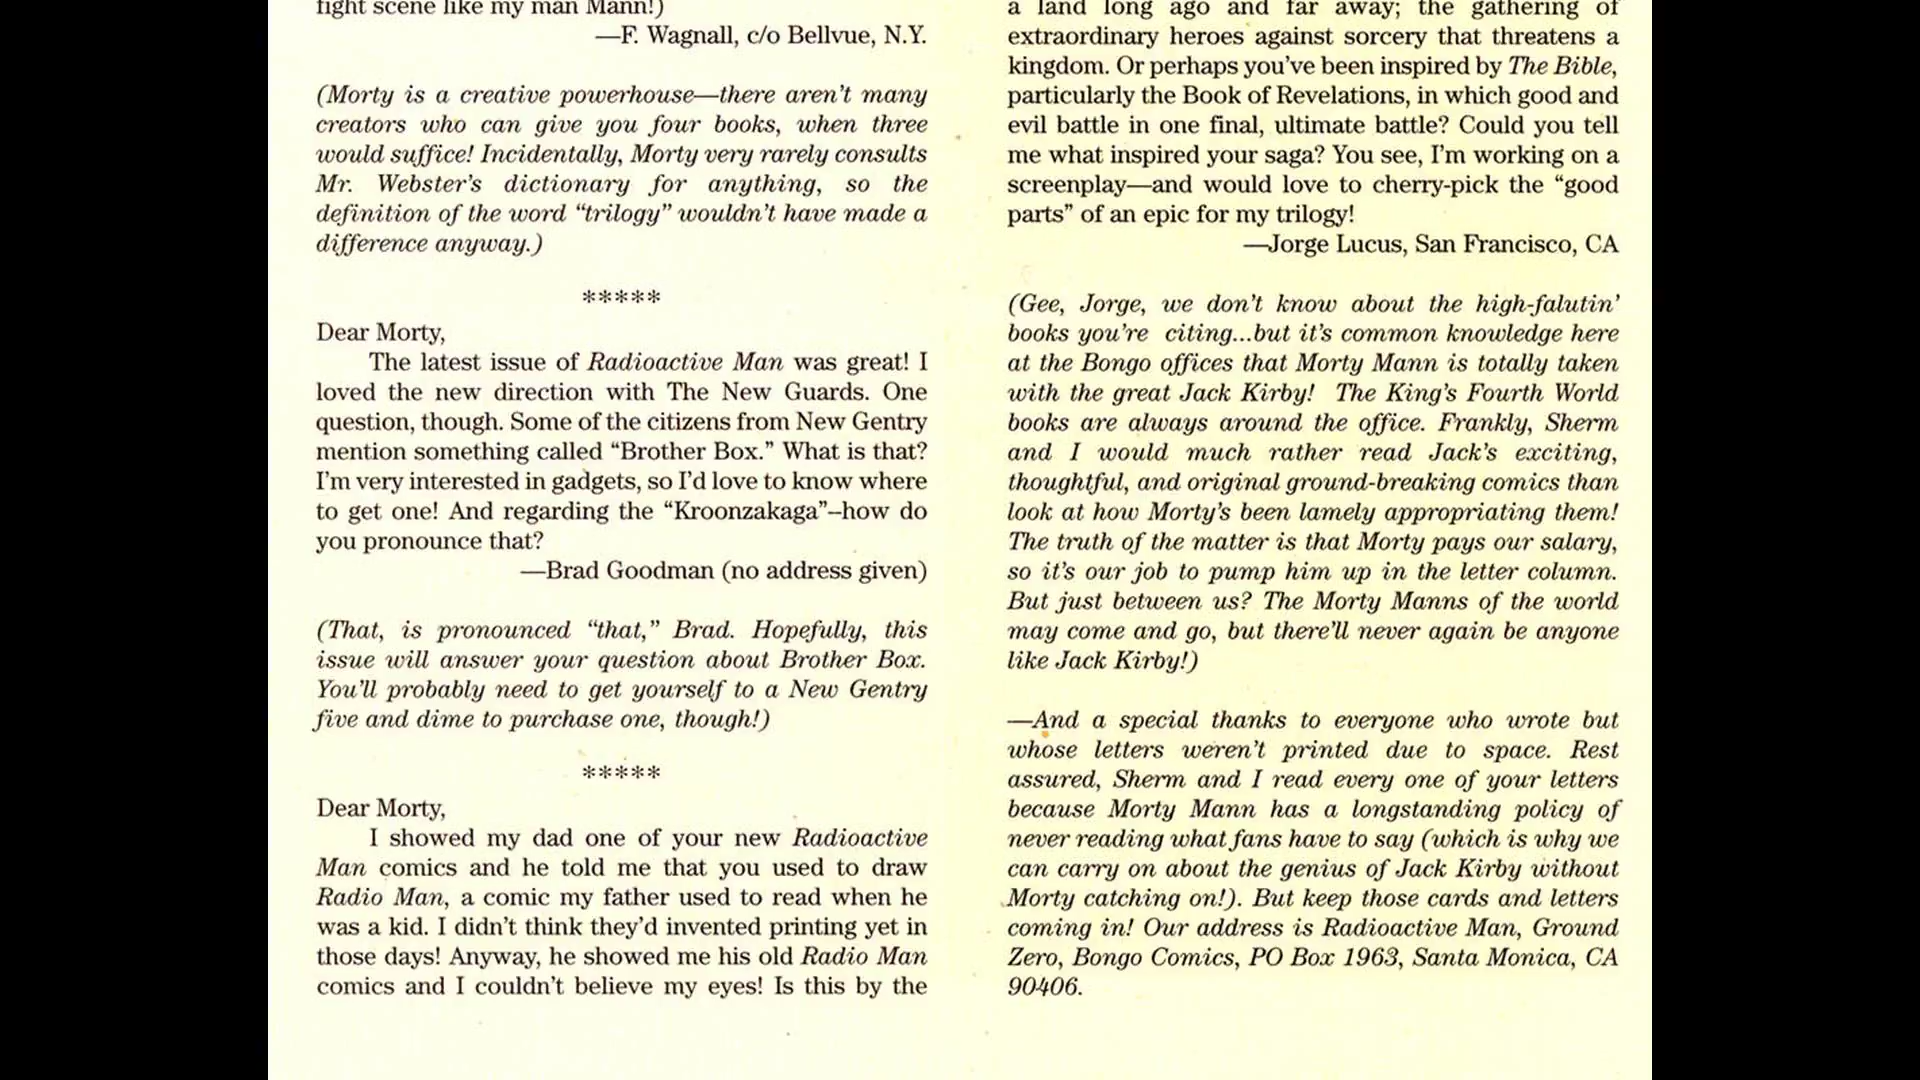 fight scene like my man Mann!)
—F. Wagnall, c/o Bellvue, N.Y.
(Morty is a creative powerhouse—there aren't many
creators who can give you four books, when three
would suffice! Incidentally, Morty very rarely consults
Mr. Webster's dictionary for anything, so the
definition of the word “trilogy” wouldn't have made a
difference anyway.)
*****
Dear Morty,
The latest issue of Radioactive Man was great! I
loved the new direction with The New Guards. One
question, though. Some of the citizens from New Gentry
mention something called “Brother Box.” What is that?
I'm very interested in gadgets, so I'd love to know where
to get one! And regarding the “Kroonzakaga”–how do
you pronounce that?
—Brad Goodman (no address given)
(That, is pronounced “that,” Brad. Hopefully, this
issue will answer your question about Brother Box.
You'll probably need to get yourself to a New Gentry
five and dime to purchase one, though!)
*****
Dear Morty,
I showed my dad one of your new Radioactive
Man comics and he told me that you used to draw
Radio Man, a comic my father used to read when he
was a kid. I didn't think they'd invented printing yet in
those days! Anyway, he showed me his old Radio Man
comics and I couldn't believe my eyes! Is this by the
a land long ago and far away; the gathering of
extraordinary heroes against sorcery that threatens a
kingdom. Or perhaps you've been inspired by The Bible,
particularly the Book of Revelations, in which good and
evil battle in one final, ultimate battle? Could you tell
me what inspired your saga? You see, I'm working on a
screenplay—and would love to cherry-pick the “good
parts” of an epic for my trilogy!
—Jorge Lucus, San Francisco, CA
(Gee, Jorge, we don't know about the high-falutin'
books you're citing...but it's common knowledge here
at the Bongo offices that Morty Mann is totally taken
with the great Jack Kirby! The King's Fourth World
books are always around the office. Frankly, Sherm
and I would much rather read Jack's exciting,
thoughtful, and original ground-breaking comics than
look at how Morty's been lamely appropriating them!
The truth of the matter is that Morty pays our salary,
so it's our job to pump him up in the letter column.
But just between us? The Morty Manns of the world
may come and go, but there'll never again be anyone
like Jack Kirby!)
—And a special thanks to everyone who wrote but
whose letters weren't printed due to space. Rest
assured, Sherm and I read every one of your letters
because Morty Mann has a longstanding policy of
never reading what fans have to say (which is why we
can carry on about the genius of Jack Kirby without
Morty catching on!). But keep those cards and letters
coming in! Our address is Radioactive Man, Ground
Zero, Bongo Comics, PO Box 1963, Santa Monica, CA
90406.